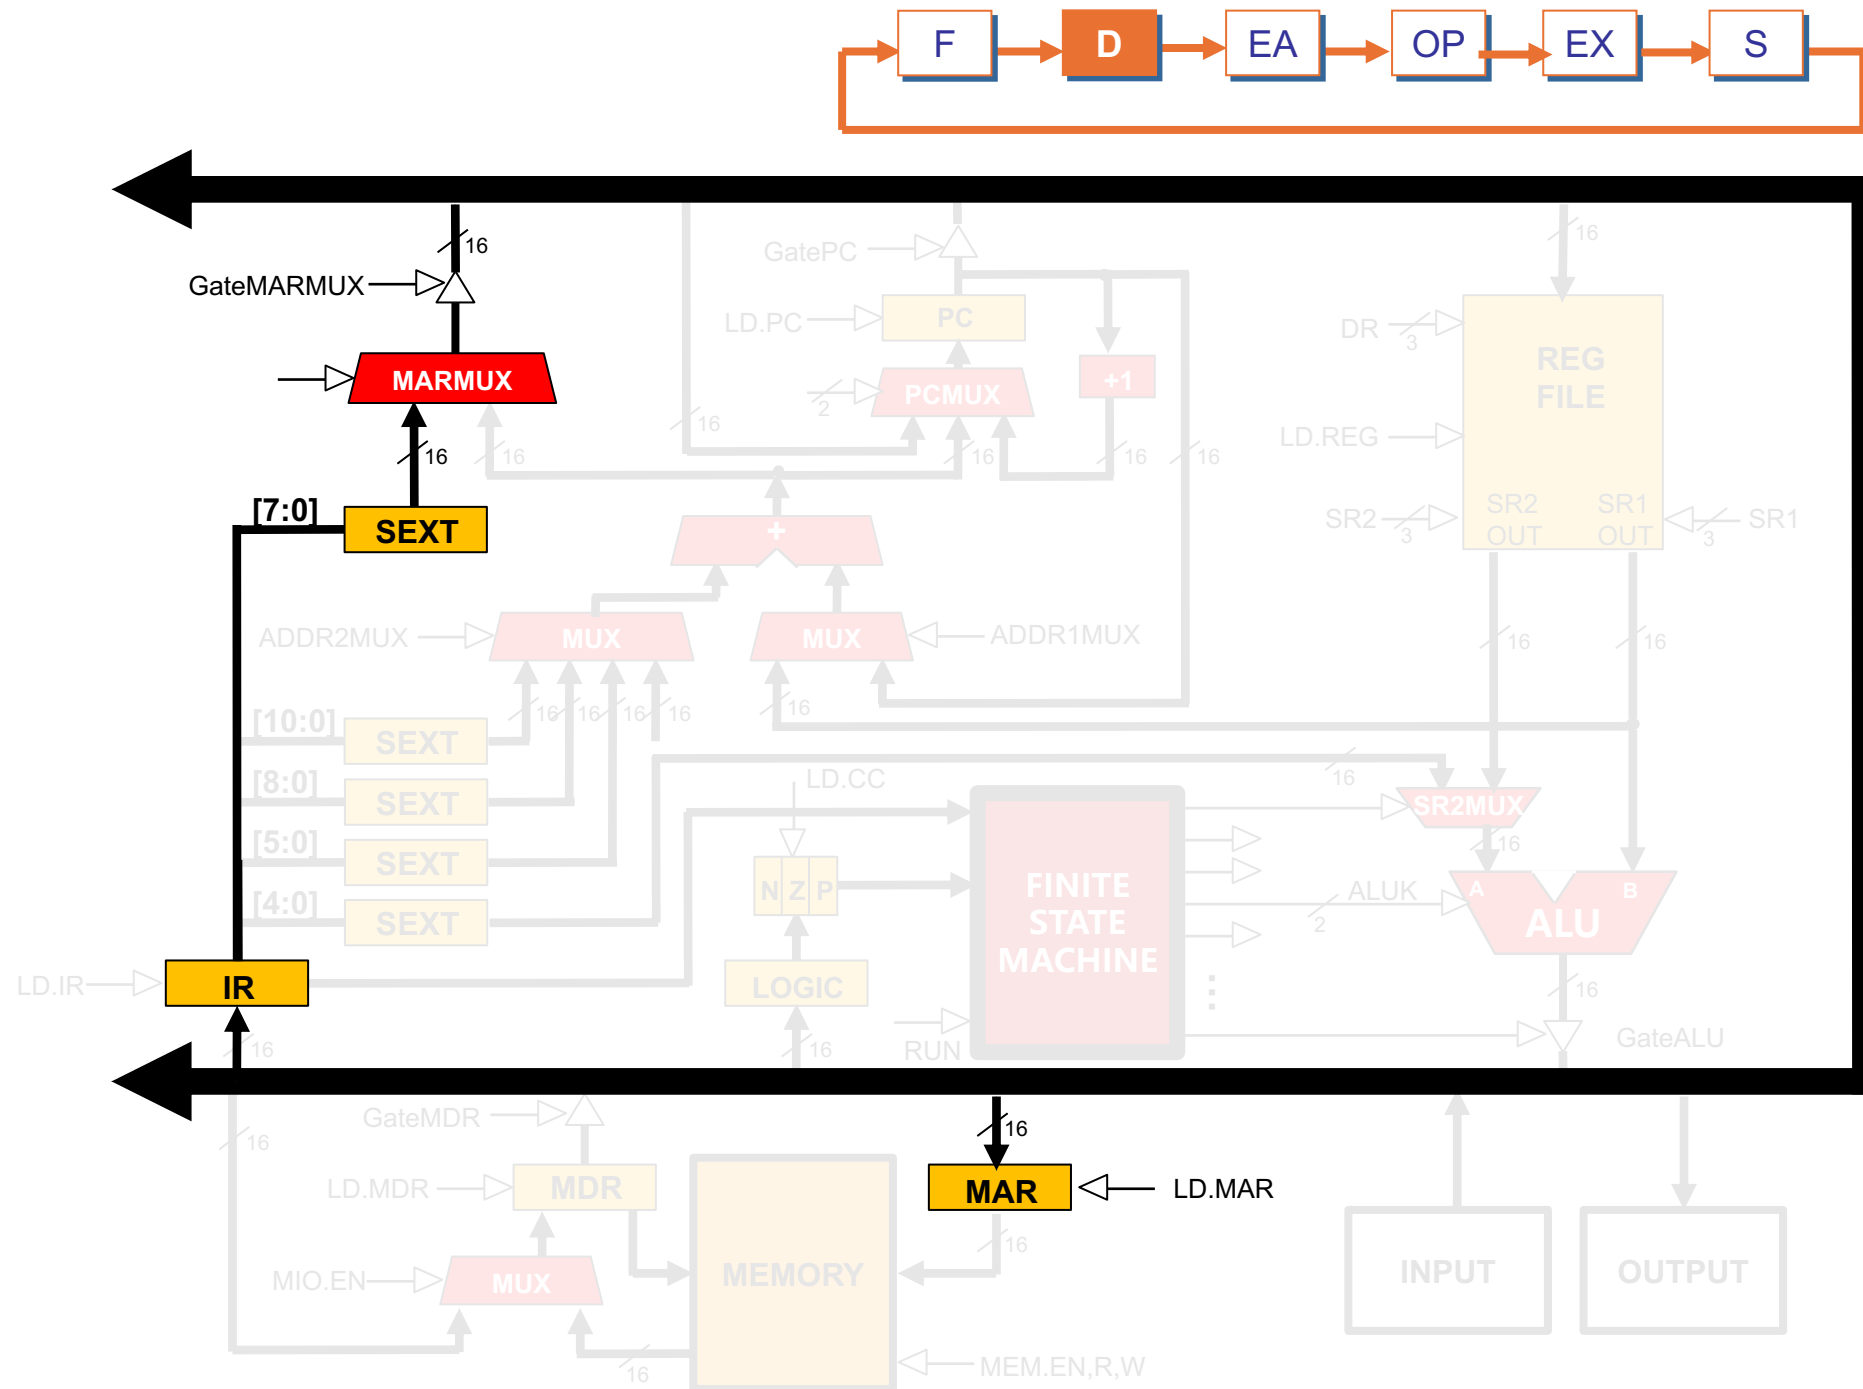 F D EA OP EX S
16
GateMARMUX
MARMUX
16 16
[7:0]
SEXT
16
GatePC
LD.PC
PC
+1
2
PCMUX
16 16 16
+
ADDR2MUX
MUX
MUX
ADDR1MUX
16 16 16 16
16
[10:0]
SEXT
[8:0]
SEXT
[5:0]
SEXT
[4:0]
SEXT
LD.IR
IR
16
16
DR
3
REG
FILE
LD.REG
SR2
3
SR2
OUT
SR1
OUT
3
SR1
16
16
16
LD.CC
N Z P
LOGIC
16
FINITE
STATE
MACHINE
RUN
SR2MUX
16
ALUK
2
A
B
ALU
16
GateALU
16
GateMDR
LD.MDR
MDR
MIO.EN
MUX
16
MEMORY
16
MAR
LD.MAR
16
MEM.EN,R,W
INPUT
OUTPUT
16